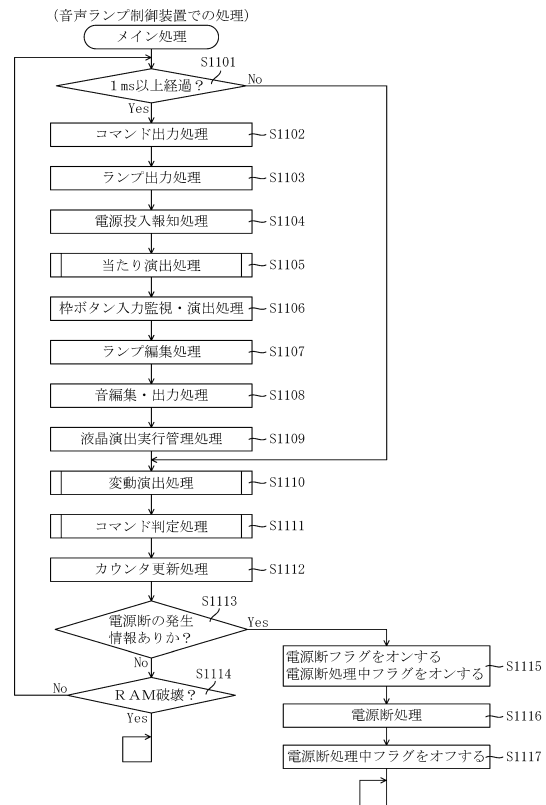 （音声ランプ制御装置での処理）
メイン処理
S1101
1ms以上経過？
No
Yes
コマンド出力処理
S1102
ランプ出力処理
S1103
電源投入報知処理
S1104
当たり演出処理
S1105
枠ボタン入力監視・演出処理
S1106
ランプ編集処理
S1107
音編集・出力処理
S1108
液晶演出実行管理処理
S1109
変動演出処理
S1110
コマンド判定処理
S1111
カウンタ更新処理
S1112
S1113
電源断の発生
情報ありか？
Yes
No
S1114
RAM破壊？
No
Yes
電源断フラグをオンする
電源断処理中フラグをオンする
S1115
電源断処理
S1116
電源断処理中フラグをオフする
S1117